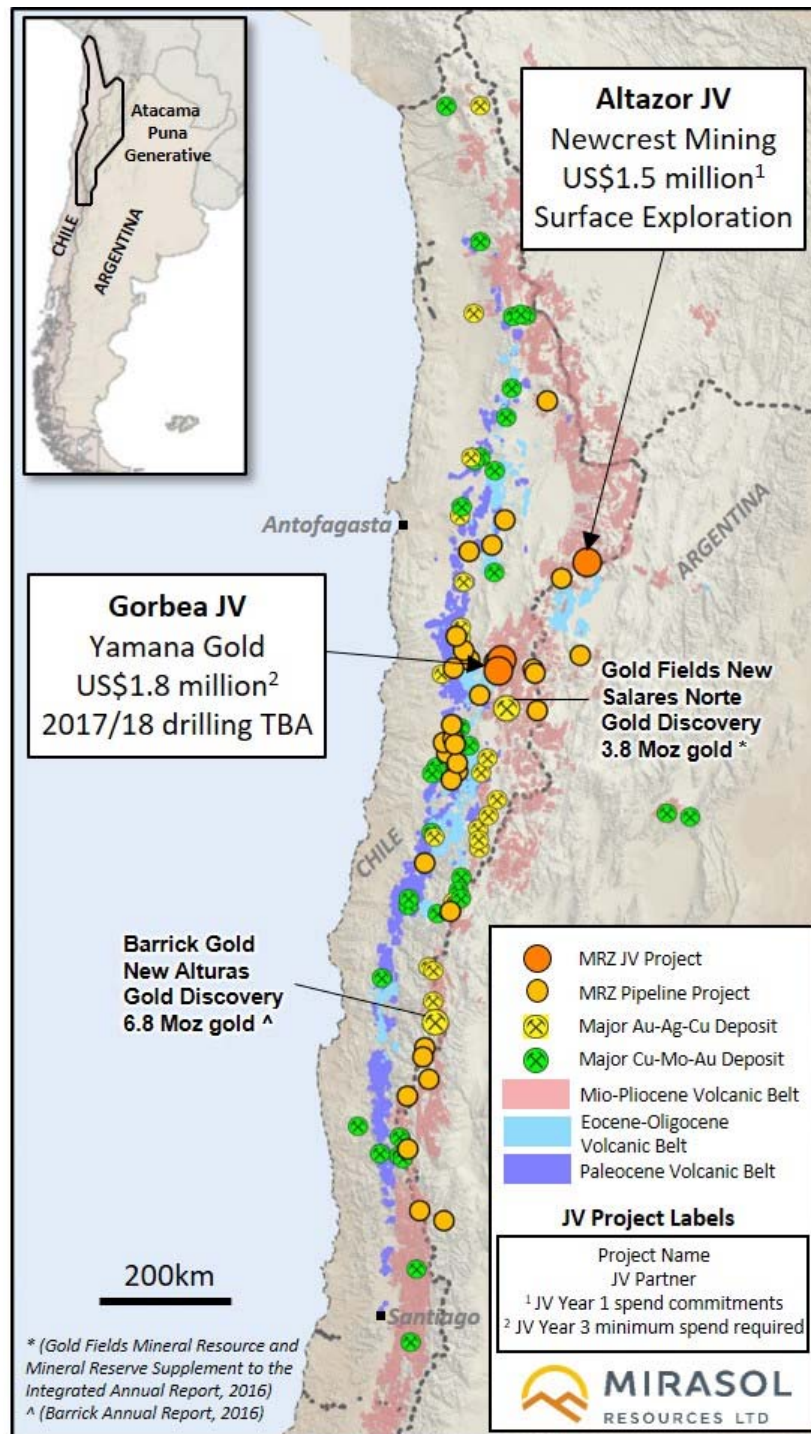 Atacama
Puna
Generative
CHILE
ARGENTINA
Altazor JV
Newcrest Mining
US$1.5 million¹
Surface Exploration
Antofagasta
ARGENTINA
Gorbea JV
Yamana Gold
US$1.8 million²
2017/18 drilling TBA
Gold Fields New
Salares Norte
Gold Discovery
3.8 Moz gold *
CHILE
Barrick Gold
New Alturas
Gold Discovery
6.8 Moz gold ^
MRZ JV Project
MRZ Pipeline Project
Major Au-Ag-Cu Deposit
Major Cu-Mo-Au Deposit
Mio-Pliocene Volcanic Belt
Eocene-Oligocene
Volcanic Belt
Paleocene Volcanic Belt
JV Project Labels
Project Name
JV Partner
¹ JV Year 1 spend commitments
² JV Year 3 minimum spend required
200km
Santiago
* (Gold Fields Mineral Resource and
Mineral Reserve Supplement to the
Integrated Annual Report, 2016)
^ (Barrick Annual Report, 2016)
MIRASOL
RESOURCES LTD